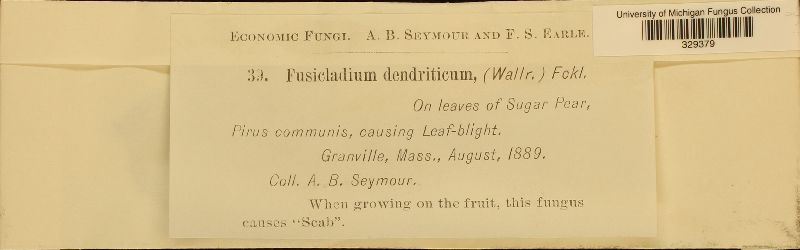 University of Michigan Fungus Collection
329379
ECONOMIC FUNGI. A. B. SEYMOUR AND F. S. EARLE.
39. Fusicladium dendriticum, (Wallr.) Fckl.
On leaves of Sugar Pear,
Pirus communis, causing Leaf-blight.
Granville, Mass., August, 1889.
Coll. A. B. Seymour.
When growing on the fruit, this fungus
causes "Scab".